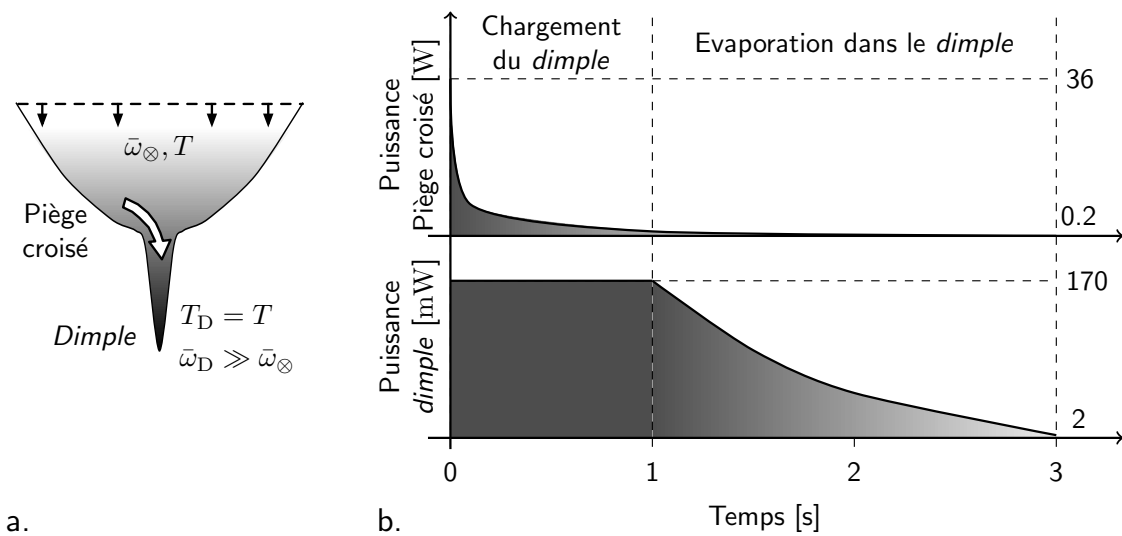 ω̄⊗, T
Piège
croisé
Dimple
T_D = T
ω̄_D ≫ ω̄⊗
a.
Puissance
Piège croisé [W]
Chargement
du dimple
Evaporation dans le dimple
36
0.2
Puissance
dimple [mW]
170
2
0
1
2
3
Temps [s]
b.